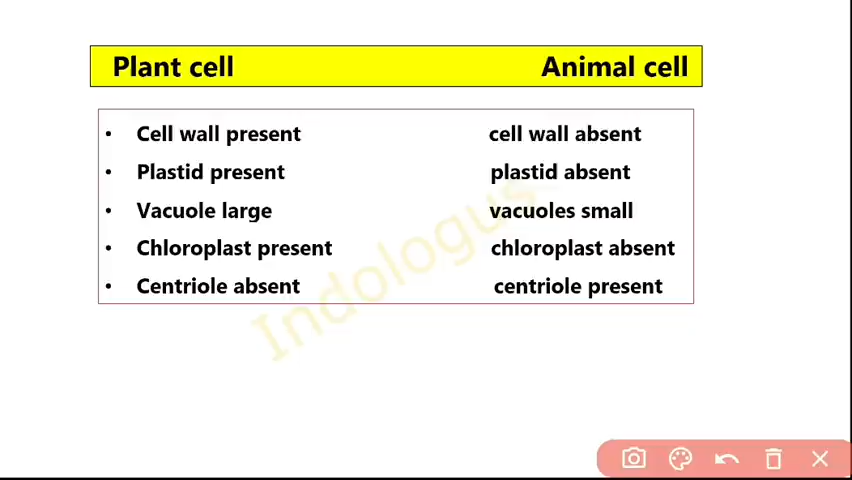 Plant cell Animal cell
• Cell wall present cell wall absent
• Plastid present plastid absent
• Vacuole large vacuoles small
• Chloroplast present chloroplast absent
• Centriole absent centriole present
Indologus